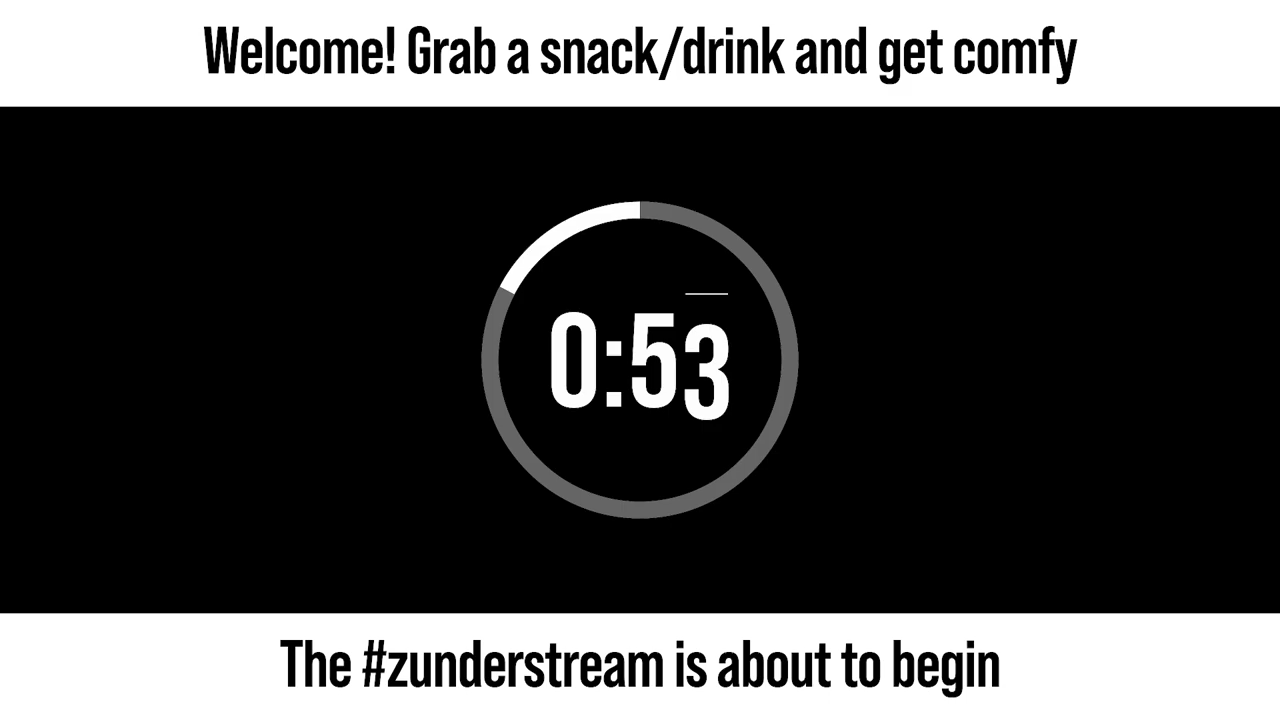 Welcome! Grab a snack/drink and get comfy
0:53
The #zunderstream is about to begin